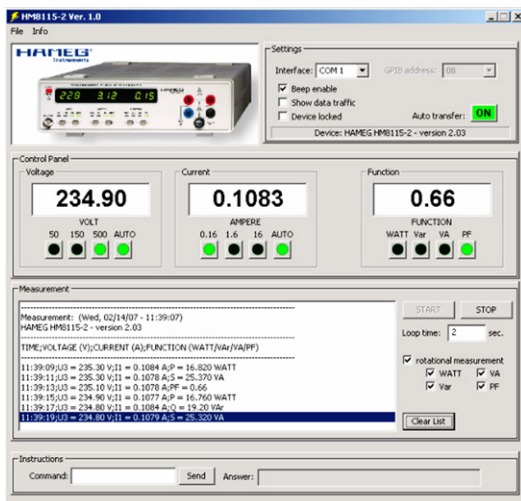 HM8115-2 Ver. 1.0
File Info
HAMEG
Instruments
228 3.12 0.15
Settings
Interface: COM 1 GPIB address: 08
Beep enable
Show data traffic
Device locked Auto transfer: ON
Device: HAMEG HM8115-2 - version 2.03
Control Panel
Voltage Current Function
234.90 0.1083 0.66
VOLT AMPERE FUNCTION
50 150 500 AUTO 0.16 1.6 16 AUTO WATT Var VA PF
Measurement
Measurement: (Wed, 02/14/07 - 11:39:07)
HAMEG HM8115-2 - version 2.03
TIME;VOLTAGE (V);CURRENT (A);FUNCTION (WATT/VAr/VA/PF)
11:39:09;U3 = 235.30 V;I1 = 0.1084 A;P = 16.820 WATT
11:39:11;U3 = 235.30 V;I1 = 0.1078 A;S = 25.370 VA
11:39:13;U3 = 235.10 V;I1 = 0.1078 A;PF = 0.66
11:39:15;U3 = 234.90 V;I1 = 0.1077 A;P = 16.760 WATT
11:39:17;U3 = 234.80 V;I1 = 0.1084 A;Q = 19.20 VAr
11:39:19;U3 = 234.80 V;I1 = 0.1079 A;S = 25.320 VA
START STOP
Loop time: 2 sec.
rotational measurement
WATT VA
Var PF
Clear List
Instructions
Command: Send Answer: